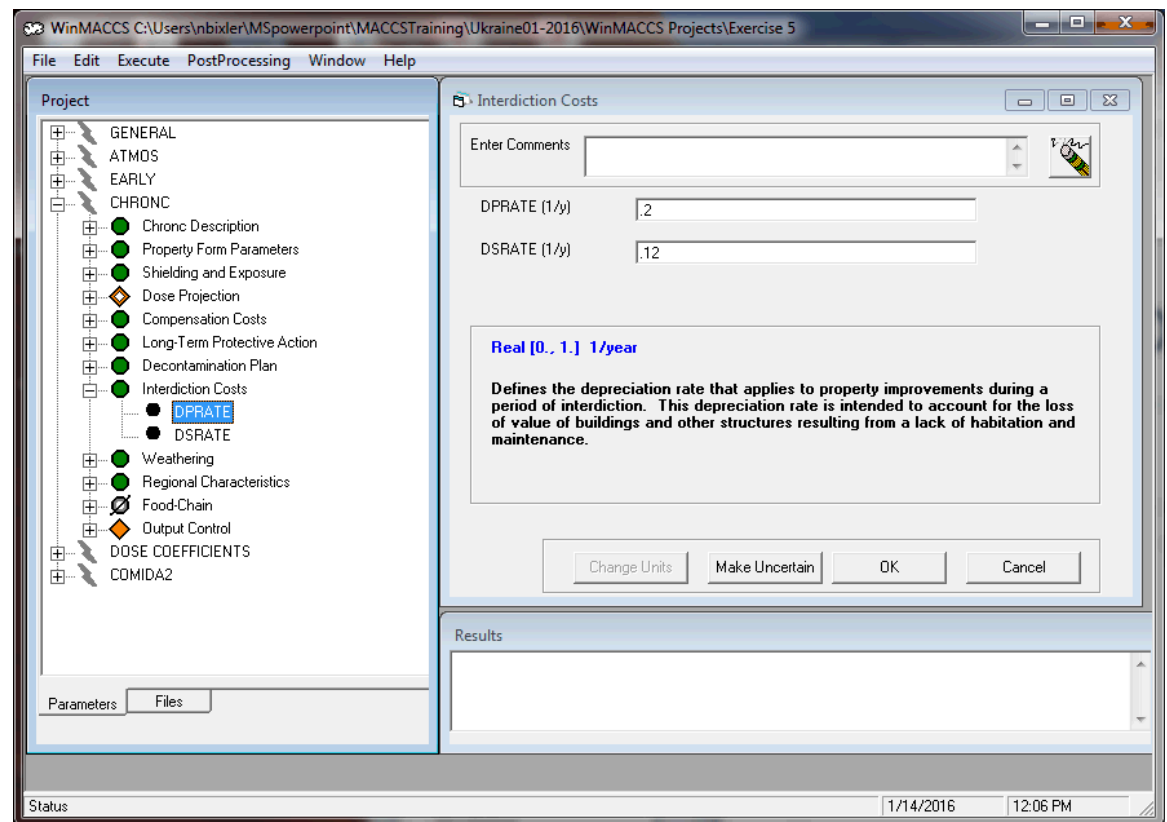 WinMACCS C:\Users\nbixler\MSpowerpoint\MACCSTraining\Ukraine01-2016\WinMACCS Projects\Exercise 5
File Edit Execute PostProcessing Window Help
Project
GENERAL
ATMOS
EARLY
CHRONC
Chronc Description
Property Form Parameters
Shielding and Exposure
Dose Projection
Compensation Costs
Long-Term Protective Action
Decontamination Plan
Interdiction Costs
DPRATE
DSRATE
Weathering
Regional Characteristics
Food-Chain
Output Control
DOSE COEFFICIENTS
COMIDA2
Parameters Files
Interdiction Costs
Enter Comments
DPRATE (1/y) .2
DSRATE (1/y) .12
Real [0., 1.] 1/year
Defines the depreciation rate that applies to property improvements during a
period of interdiction. This depreciation rate is intended to account for the loss
of value of buildings and other structures resulting from a lack of habitation and
maintenance.
Change Units Make Uncertain OK Cancel
Results
Status 1/14/2016 12:06 PM